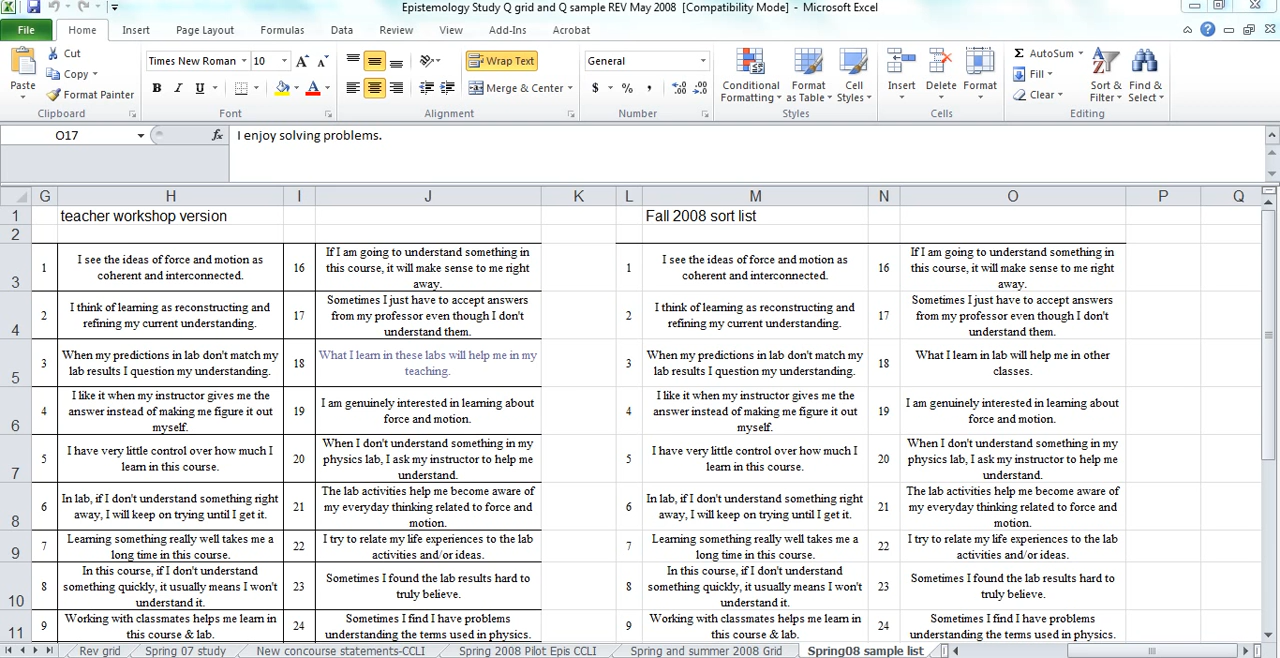 Epistemology Study Q grid and Q sample REV May 2008 [Compatibility Mode] - Microsoft Excel
File Home Insert Page Layout Formulas Data Review View Add-Ins Acrobat
Cut
Copy
Format Painter
Paste
Clipboard
Times New Roman 10
B I U
Font
Wrap Text
Merge & Center
Alignment
General
$ % ,
Number
Conditional Formatting
Format as Table
Cell Styles
Styles
Insert Delete Format
Cells
AutoSum
Fill
Clear
Sort & Filter
Find & Select
Editing
O17 fx I enjoy solving problems.
G H I J K L M N O P Q
1 teacher workshop version Fall 2008 sort list
2
3
1 I see the ideas of force and motion as
coherent and interconnected.
16 If I am going to understand something in
this course, it will make sense to me right
away.
1 I see the ideas of force and motion as
coherent and interconnected.
16 If I am going to understand something in
this course, it will make sense to me right
away.
4
2 I think of learning as reconstructing and
refining my current understanding.
17 Sometimes I just have to accept answers
from my professor even though I don't
understand them.
2 I think of learning as reconstructing and
refining my current understanding.
17 Sometimes I just have to accept answers
from my professor even though I don't
understand them.
5
3 When my predictions in lab don't match my
lab results I question my understanding.
18 What I learn in these labs will help me in my
teaching.
3 When my predictions in lab don't match my
lab results I question my understanding.
18 What I learn in lab will help me in other
classes.
6
4 I like it when my instructor gives me the
answer instead of making me figure it out
myself.
19 I am genuinely interested in learning about
force and motion.
4 I like it when my instructor gives me the
answer instead of making me figure it out
myself.
19 I am genuinely interested in learning about
force and motion.
7
5 I have very little control over how much I
learn in this course.
20 When I don't understand something in my
physics lab, I ask my instructor to help me
understand.
5 I have very little control over how much I
learn in this course.
20 When I don't understand something in my
physics lab, I ask my instructor to help me
understand.
8
6 In lab, if I don't understand something right
away, I will keep on trying until I get it.
21 The lab activities help me become aware of
my everyday thinking related to force and
motion.
6 In lab, if I don't understand something right
away, I will keep on trying until I get it.
21 The lab activities help me become aware of
my everyday thinking related to force and
motion.
9
7 Learning something really well takes me a
long time in this course.
22 I try to relate my life experiences to the lab
activities and/or ideas.
7 Learning something really well takes me a
long time in this course.
22 I try to relate my life experiences to the lab
activities and/or ideas.
10
8 In this course, if I don't understand
something quickly, it usually means I won't
understand it.
23 Sometimes I found the lab results hard to
truly believe.
8 In this course, if I don't understand
something quickly, it usually means I won't
understand it.
23 Sometimes I found the lab results hard to
truly believe.
11
9 Working with classmates helps me learn in
this course & lab.
24 Sometimes I find I have problems
understanding the terms used in physics.
9 Working with classmates helps me learn in
this course & lab.
24 Sometimes I find I have problems
understanding the terms used in physics.
Rev grid Spring 07 study New concourse statements-CCLI Spring 2008 Pilot Epis CCLI Spring and summer 2008 Grid Spring08 sample list